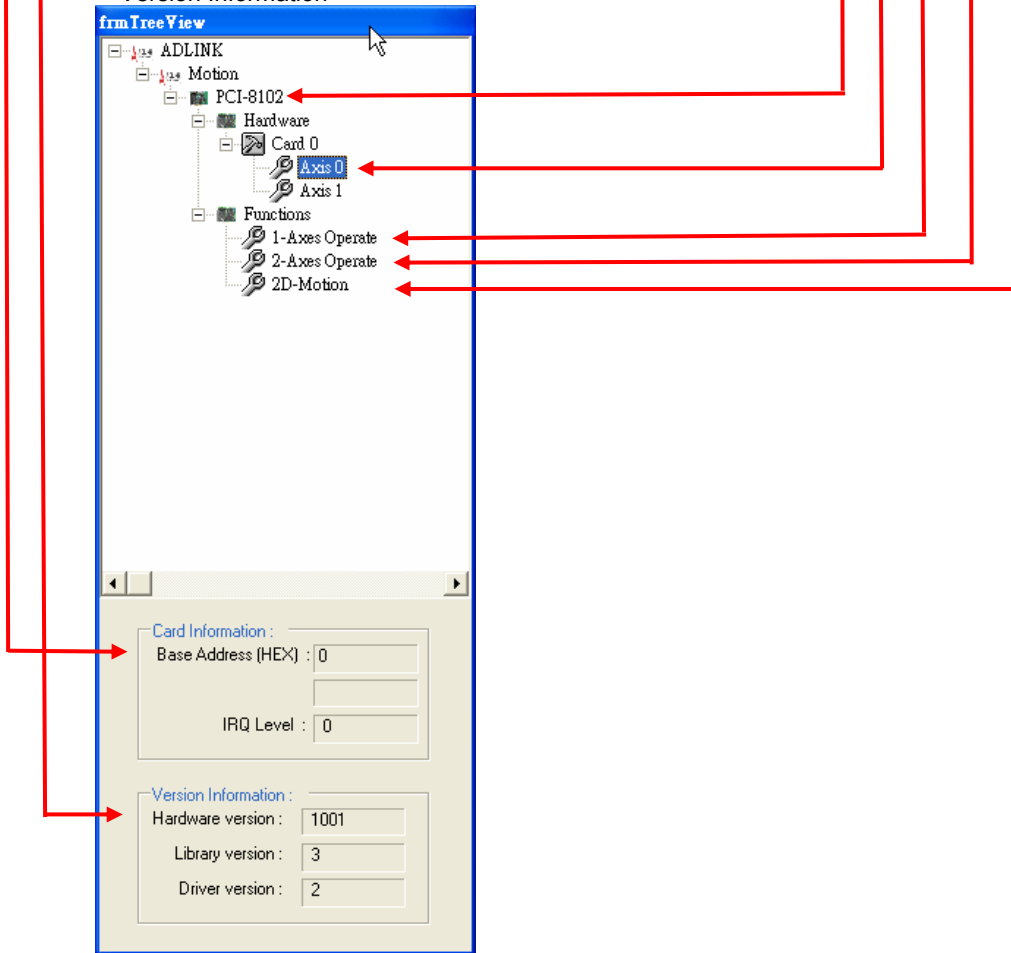 Version Information
frmTreeView
ADLINK
Motion
PCI-8102
Hardware
Card 0
Axis 0
Axis 1
Functions
1-Axes Operate
2-Axes Operate
2D-Motion
Card Information :
Base Address (HEX) : 0
IRQ Level : 0
Version Information :
Hardware version : 1001
Library version : 3
Driver version : 2